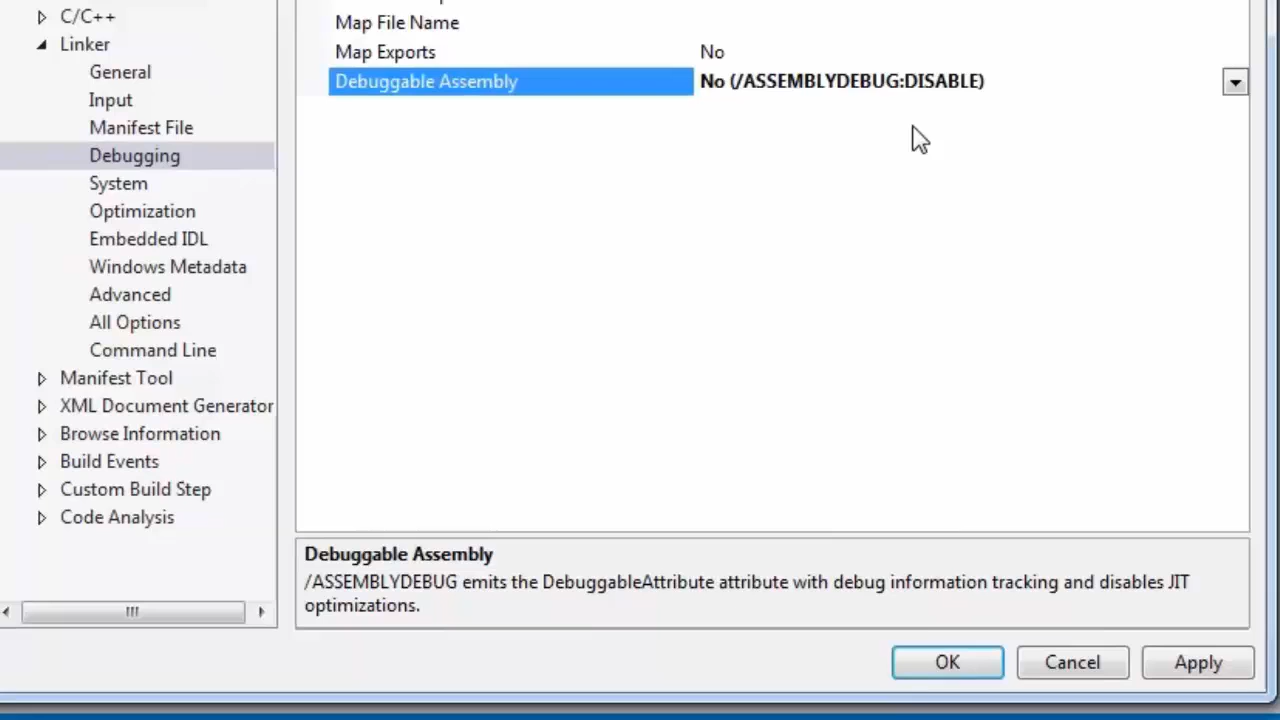 C/C++
Linker
General
Input
Manifest File
Debugging
System
Optimization
Embedded IDL
Windows Metadata
Advanced
All Options
Command Line
Manifest Tool
XML Document Generator
Browse Information
Build Events
Custom Build Step
Code Analysis
Map File Name
Map Exports No
Debuggable Assembly No (/ASSEMBLYDEBUG:DISABLE)
Debuggable Assembly
/ASSEMBLYDEBUG emits the DebuggableAttribute attribute with debug information tracking and disables JIT
optimizations.
OK Cancel Apply